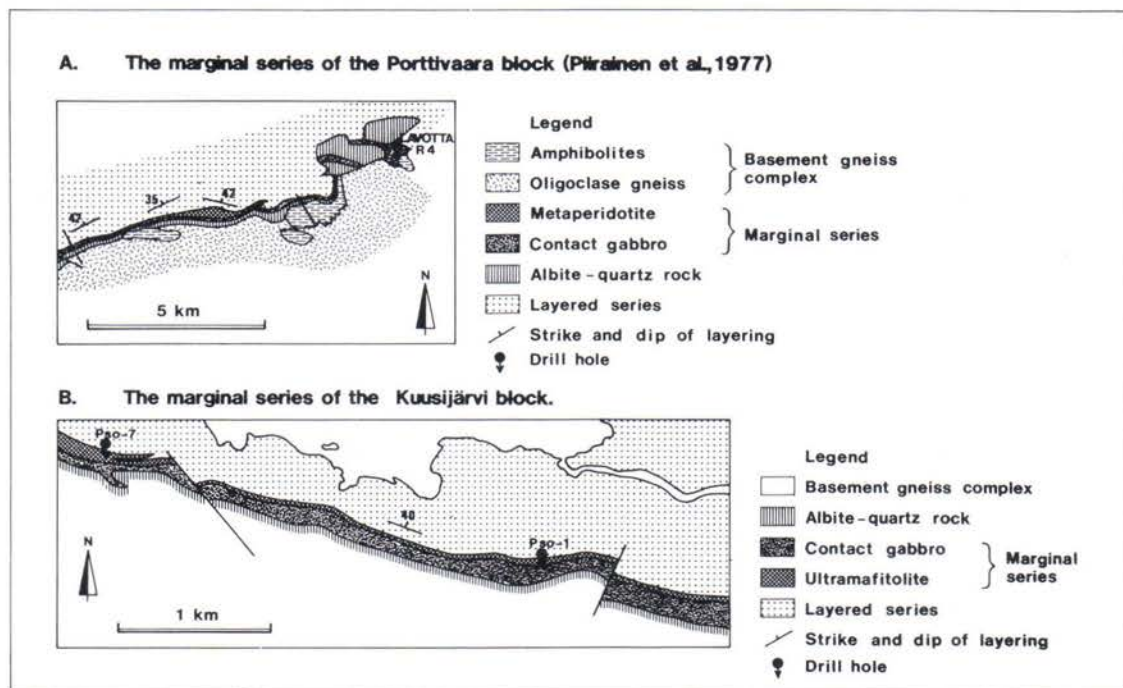 A. The marginal series of the Porttivaara block (Piirainen et al., 1977)
LAVOTTA
R 4
47
35
42
N
5 km
Legend
Amphibolites
Oligoclase gneiss
Basement gneiss complex
Metaperidotite
Contact gabbro
Marginal series
Albite-quartz rock
Layered series
Strike and dip of layering
Drill hole
B. The marginal series of the Kuusijärvi block.
Pso-7
40
Pso-1
N
1 km
Legend
Basement gneiss complex
Albite-quartz rock
Contact gabbro
Ultramafitolite
Marginal series
Layered series
Strike and dip of layering
Drill hole